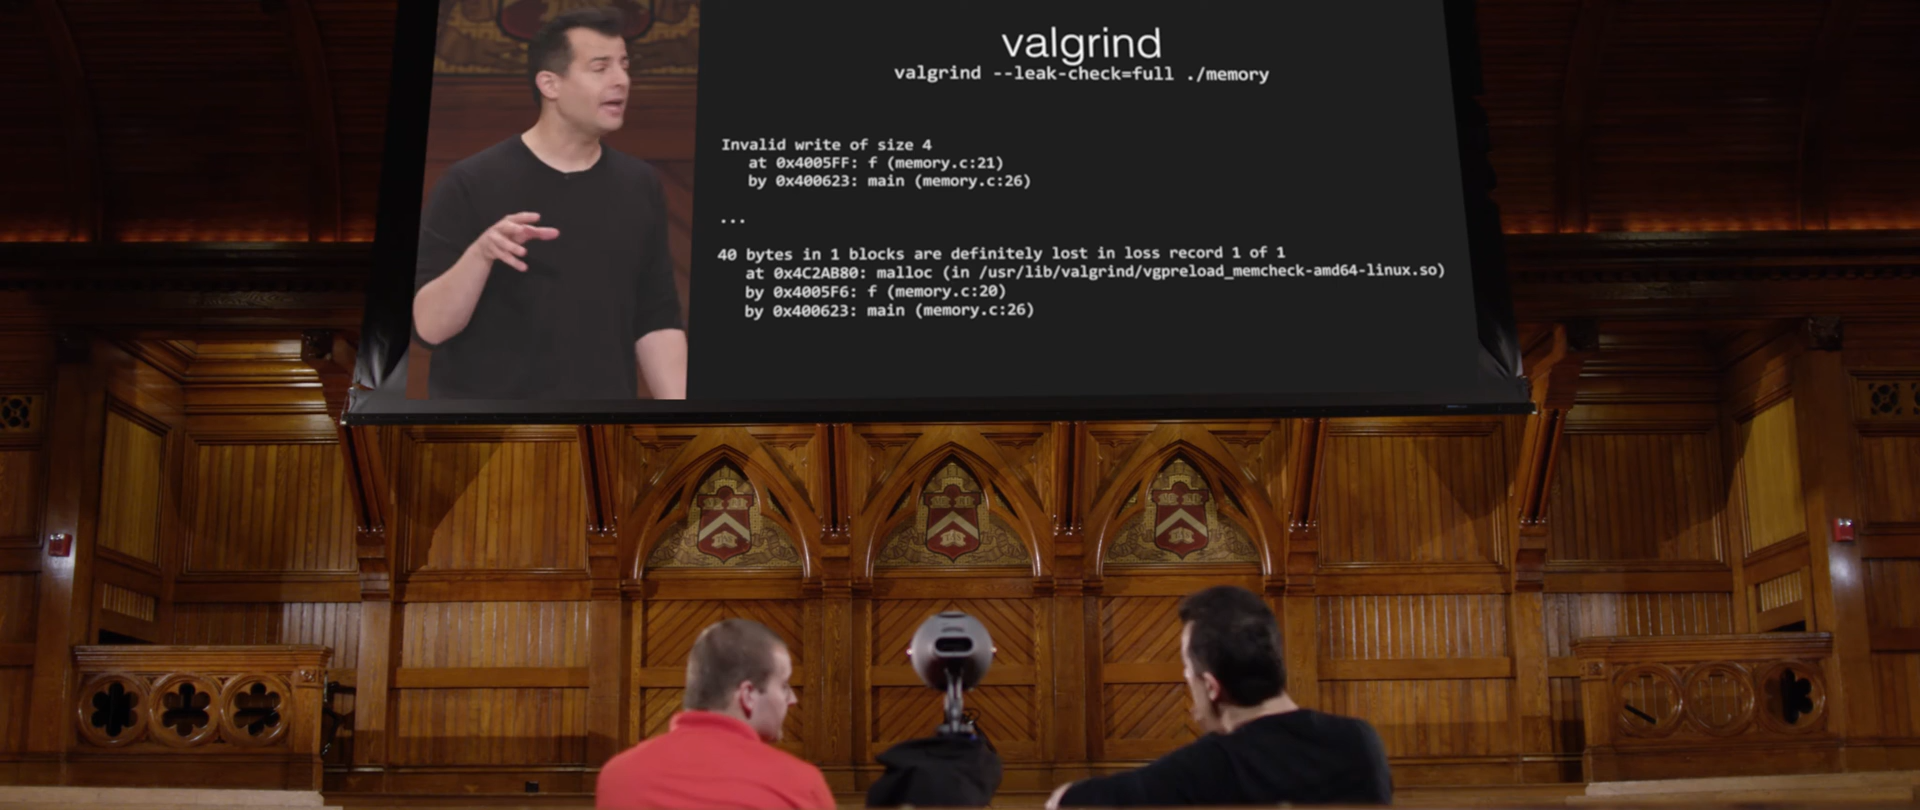 valgrind
valgrind --leak-check=full ./memory
Invalid write of size 4
at 0x4005FF: f (memory.c:21)
by 0x400623: main (memory.c:26)
...
40 bytes in 1 blocks are definitely lost in loss record 1 of 1
at 0x4C2AB80: malloc (in /usr/lib/valgrind/vgpreload_memcheck-amd64-linux.so)
by 0x4005F6: f (memory.c:20)
by 0x400623: main (memory.c:26)